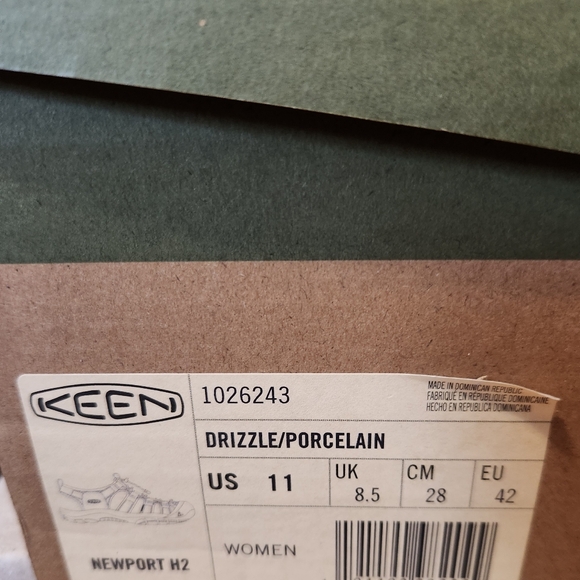 KEEN
1026243
MADE IN DOMINICAN REPUBLIC
FABRIQUÉ EN RÉPUBLIQUE DOMINICAINE
HECHO EN REPUBLICA DOMINICANA
DRIZZLE/PORCELAIN
US 11
UK 8.5
CM 28
EU 42
NEWPORT H2
WOMEN